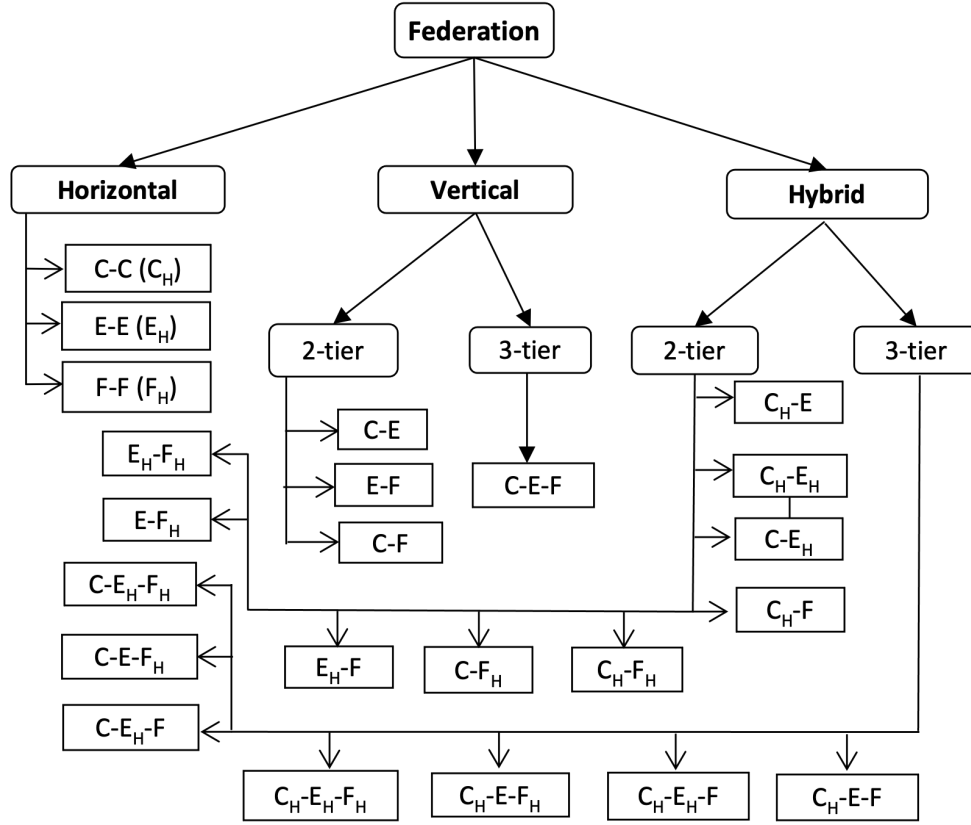 Federation
Horizontal
Vertical
Hybrid
C-C (C_H)
E-E (E_H)
F-F (F_H)
2-tier
3-tier
2-tier
3-tier
C-E
E-F
C-F
C-E-F
C_H-E
C_H-E_H
C-E_H
C_H-F
E_H-F_H
E-F_H
C-E_H-F_H
C-E-F_H
C-E_H-F
E_H-F
C-F_H
C_H-F_H
C_H-E_H-F_H
C_H-E-F_H
C_H-E_H-F
C_H-E-F